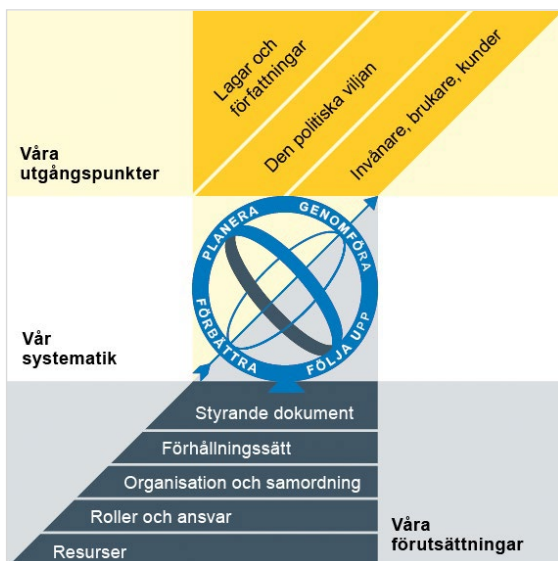 Våra
utgångspunkter
Lagar och
författningar
Den politiska viljan
Invånare, brukare, kunder
Vår
systematik
PLANERA
GENOMFÖRA
FÖLJA UPP
FÖRBÄTTRA
Styrande dokument
Förhållningssätt
Organisation och samordning
Roller och ansvar
Resurser
Våra
förutsättningar